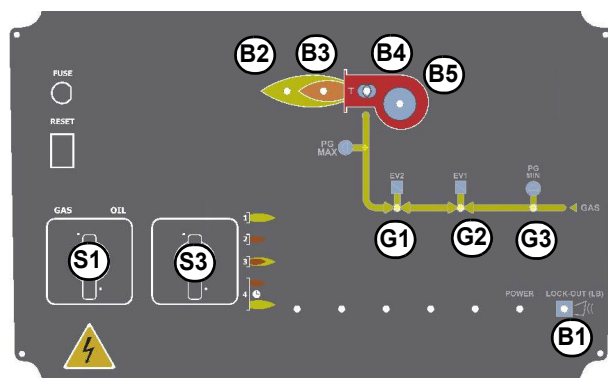 B2
B3
B4
B5
FUSE
T
RESET
PG
MAX
EV2
EV1
PG
MIN
GAS
G1
G2
G3
GAS OIL
S1
S3
1
2
3
4
POWER
LOCK-OUT (LB)
B1